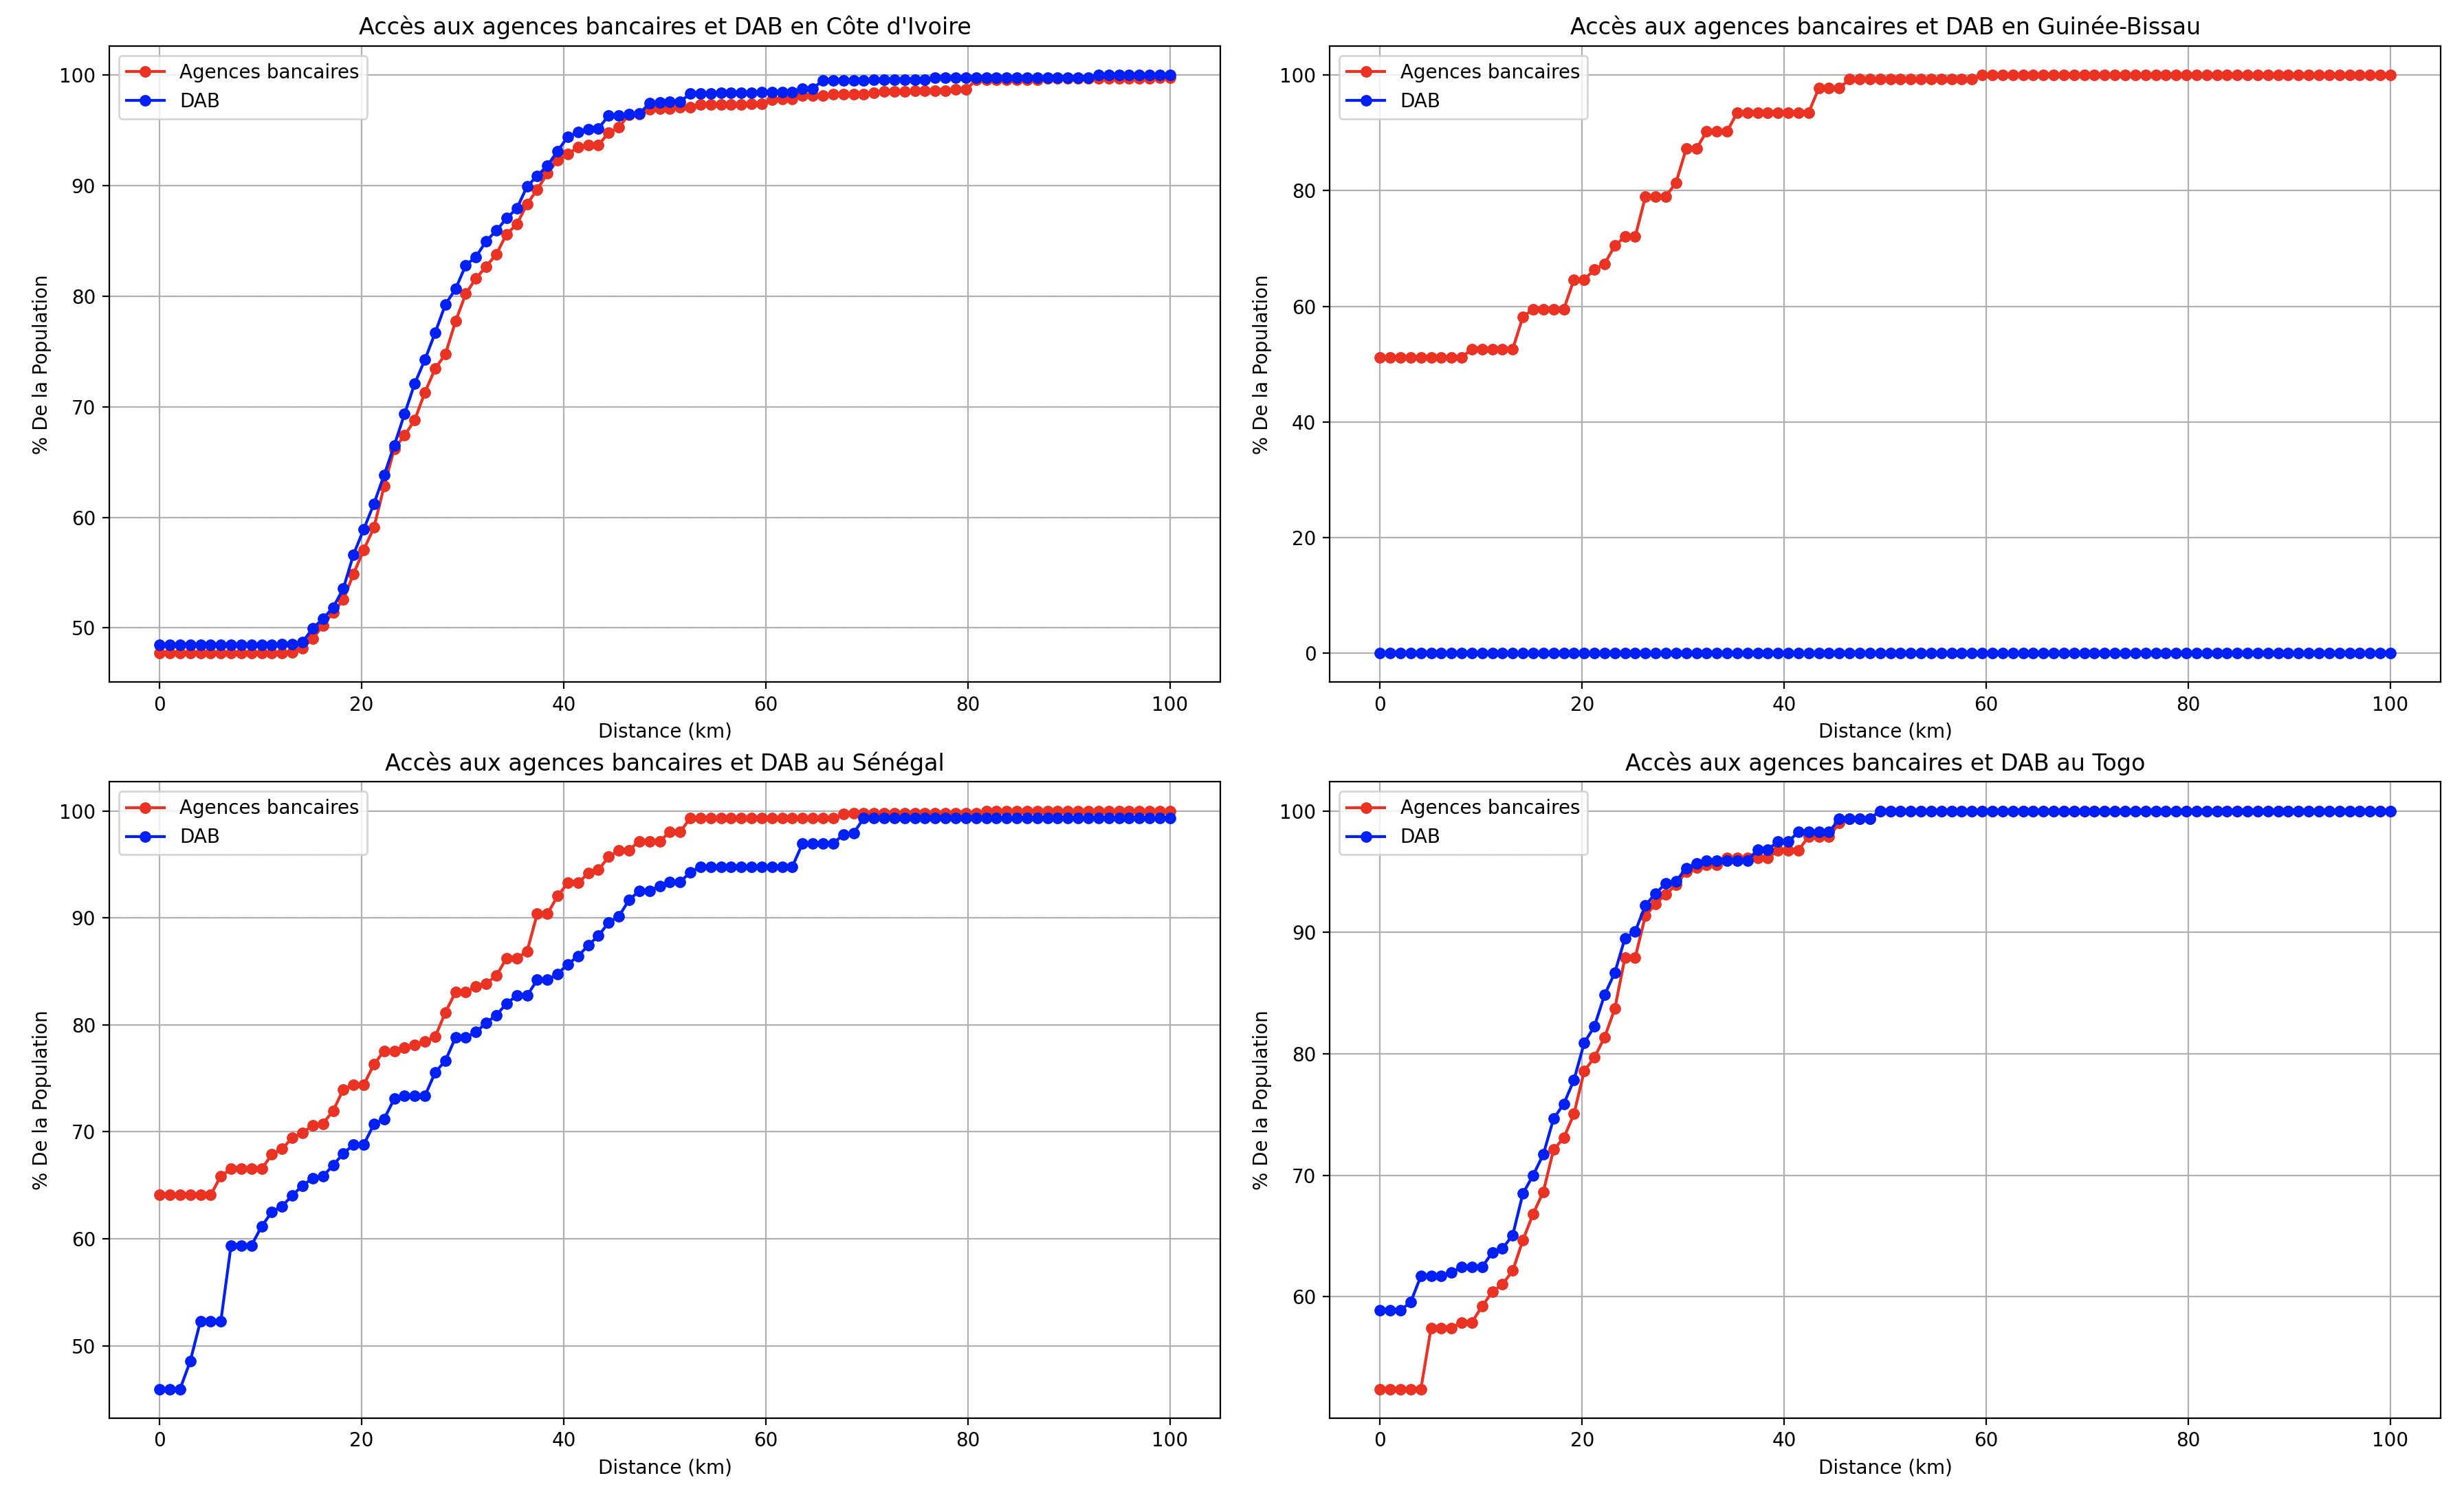 Accès aux agences bancaires et DAB en Côte d'Ivoire
Agences bancaires
DAB
100
90
80
70
60
50
% De la Population
0 20 40 60 80 100
Distance (km)
Accès aux agences bancaires et DAB en Guinée-Bissau
Agences bancaires
DAB
100
80
60
40
20
0
% De la Population
0 20 40 60 80 100
Distance (km)
Accès aux agences bancaires et DAB au Sénégal
Agences bancaires
DAB
100
90
80
70
60
50
% De la Population
0 20 40 60 80 100
Distance (km)
Accès aux agences bancaires et DAB au Togo
Agences bancaires
DAB
100
90
80
70
60
% De la Population
0 20 40 60 80 100
Distance (km)